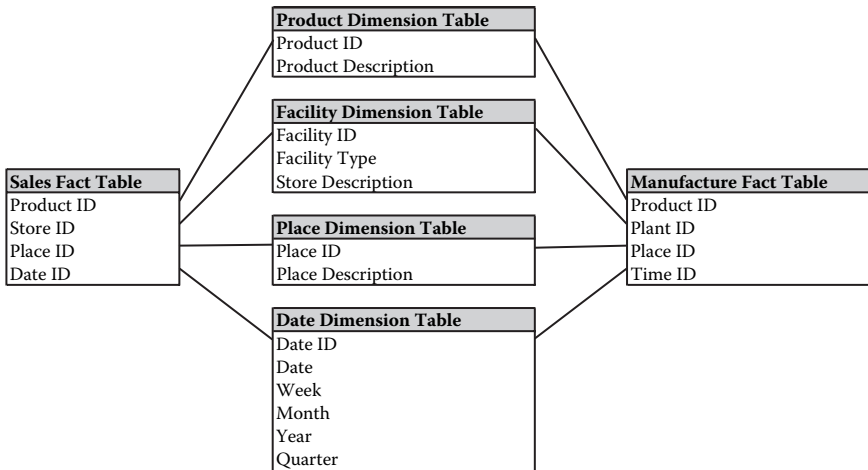 Product Dimension Table
Product ID
Product Description
Facility Dimension Table
Facility ID
Facility Type
Store Description
Sales Fact Table
Product ID
Store ID
Place ID
Date ID
Place Dimension Table
Place ID
Place Description
Manufacture Fact Table
Product ID
Plant ID
Place ID
Time ID
Date Dimension Table
Date ID
Date
Week
Month
Year
Quarter